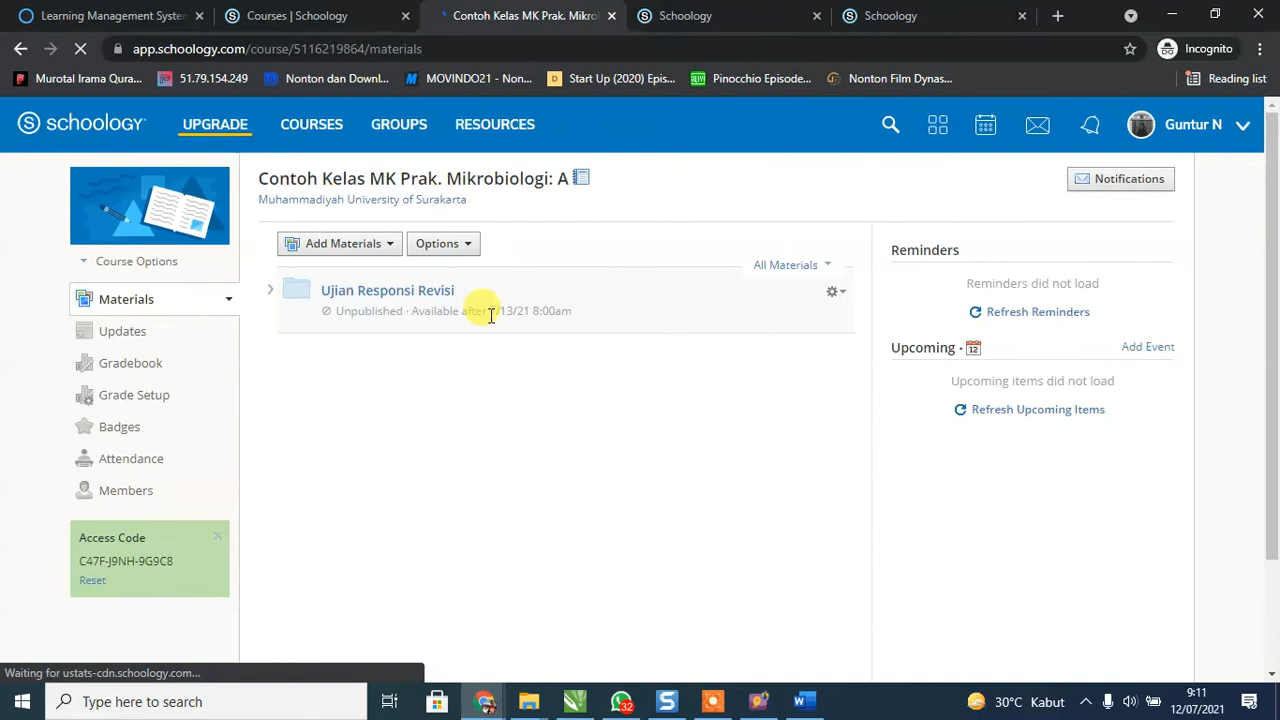 Learning Management System
Courses | Schoology
Contoh Kelas MK Prak. Mikro
Schoology
Schoology
app.schoology.com/course/5116219864/materials
Incognito
Murotal Irama Qura...
51.79.154.249
Nonton dan Downl...
MOVINDO21 - Non...
Start Up (2020) Epis...
Pinocchio Episode...
Nonton Film Dynas...
Reading list
S schoology
UPGRADE
COURSES
GROUPS
RESOURCES
Guntur N
Contoh Kelas MK Prak. Mikrobiologi: A
Muhammadiyah University of Surakarta
Notifications
Course Options
Add Materials
Options
All Materials
Materials
Updates
Gradebook
Grade Setup
Badges
Attendance
Members
Ujian Responsi Revisi
Unpublished · Available after /13/21 8:00am
Reminders
Reminders did not load
Refresh Reminders
Upcoming · 12
Add Event
Upcoming items did not load
Refresh Upcoming Items
Access Code
C47F-J9NH-9G9C8
Reset
Waiting for ustats-cdn.schoology.com...
Type here to search
32
30°C Kabut
9:11
12/07/2021